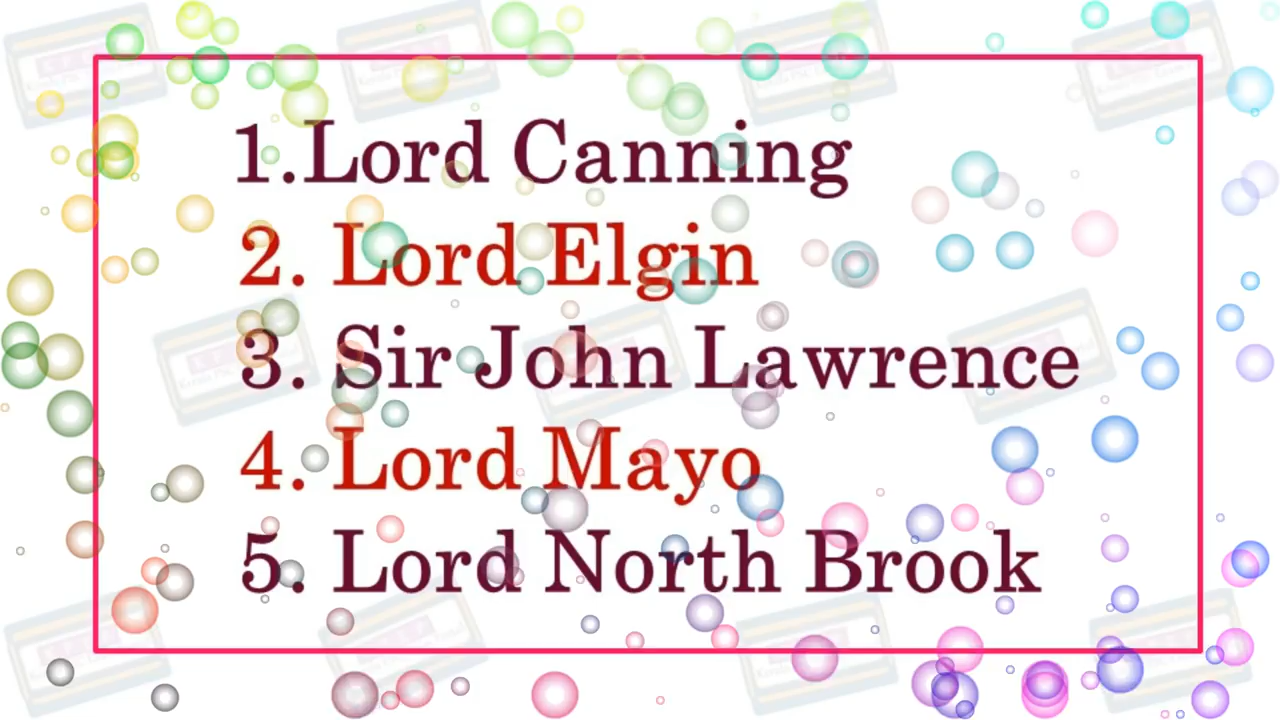 1.Lord Canning
2. Lord Elgin
3. Sir John Lawrence
4. Lord Mayo
5. Lord North Brook